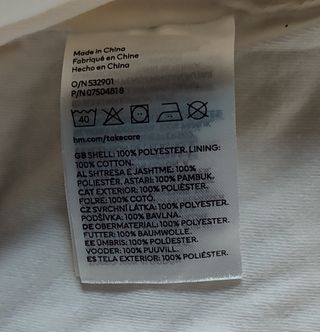 Made in China
Fabriqué en Chine
Hecho en China
O/N 532901
P/N 07504818
40
hm.com/takecare
GB SHELL: 100% POLYESTER. LINING:
100% COTTON.
AL SHTRESA E JASHTME: 100%
POLIESTËR. ASTARI: 100% PAMBUK.
CAT EXTERIOR: 100% POLIÈSTER.
FOLRE: 100% COTÓ.
CZ SVRCHNÍ LÁTKA: 100% POLYESTER.
PODŠÍVKA: 100% BAVLNA.
DE OBERMATERIAL: 100% POLYESTER.
FUTTER: 100% BAUMWOLLE.
EE ÜMBRIS: 100% POLÜESTER.
VOODER: 100% PUUVILL.
ES TELA EXTERIOR: 100% POLIÉSTER.